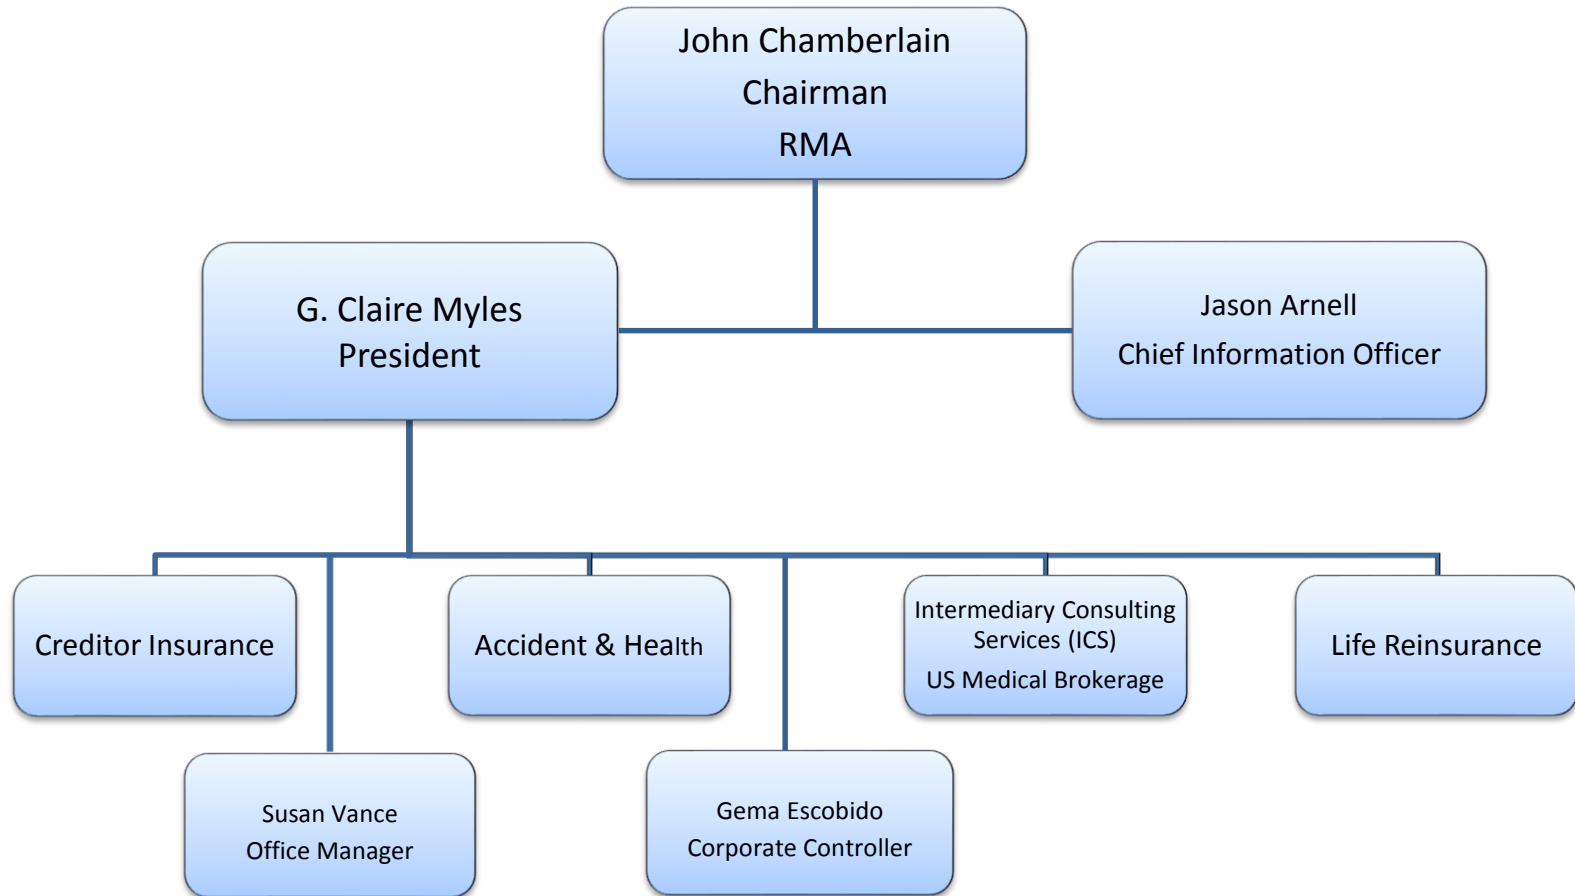 John Chamberlain
Chairman
RMA
G. Claire Myles
President
Jason Arnell
Chief Information Officer
Creditor Insurance
Accident & Health
Intermediary Consulting
Services (ICS)
US Medical Brokerage
Life Reinsurance
Susan Vance
Office Manager
Gema Escobido
Corporate Controller